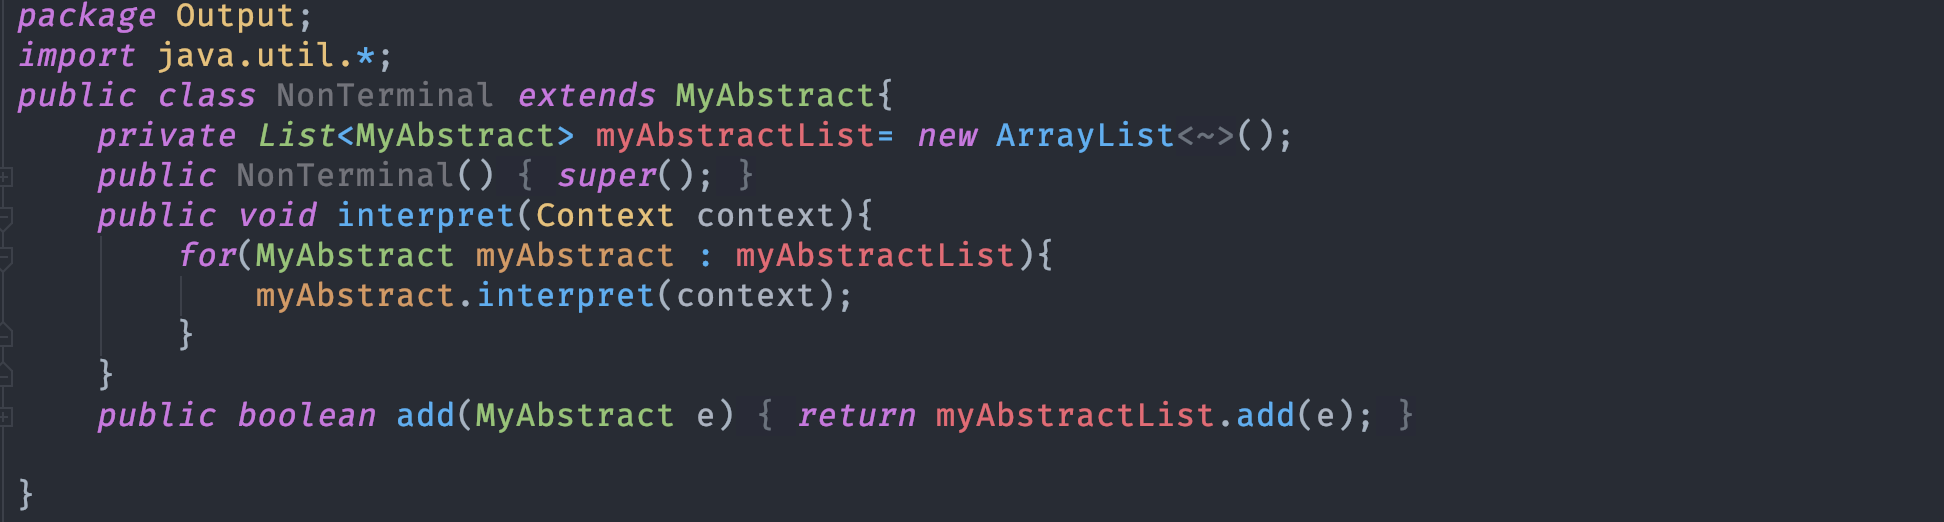 package Output;
import java.util.*;
public class NonTerminal extends MyAbstract{
    private List<MyAbstract> myAbstractList= new ArrayList<~>();
    public NonTerminal() { super(); }
    public void interpret(Context context){
        for(MyAbstract myAbstract : myAbstractList){
            myAbstract.interpret(context);
        }
    }
    public boolean add(MyAbstract e) { return myAbstractList.add(e); }
}